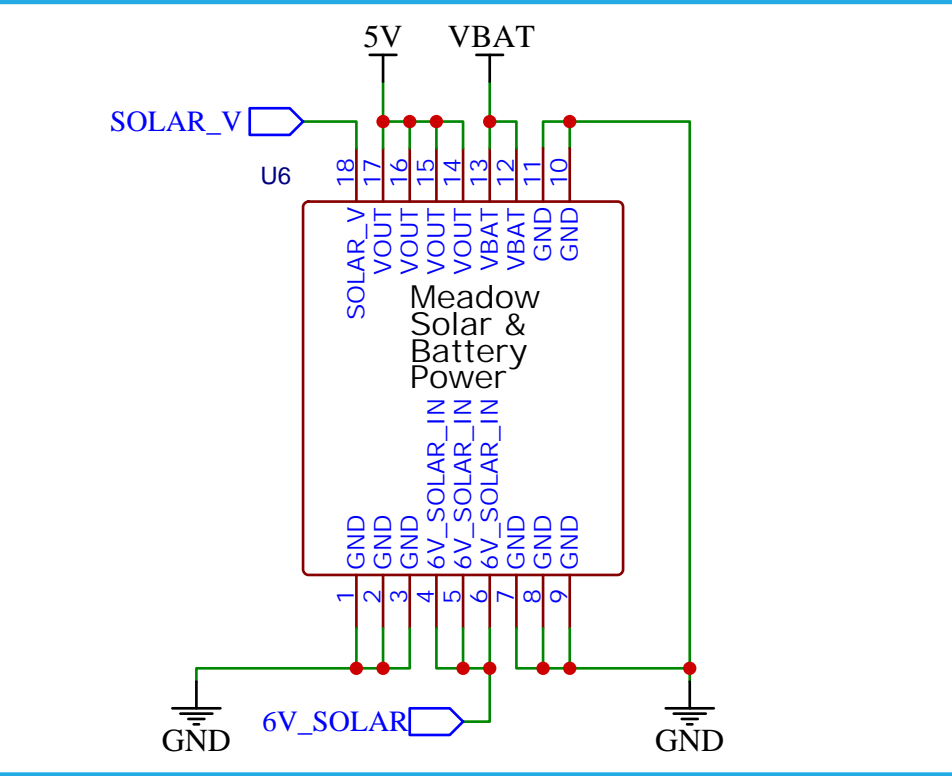 5V VBAT
SOLAR_V
U6
18 17 16 15 14 13 12 11 10
SOLAR_V VOUT VOUT VOUT VOUT VBAT VBAT GND GND
Meadow
Solar &
Battery
Power
GND GND GND 6V_SOLAR_IN 6V_SOLAR_IN 6V_SOLAR_IN GND GND GND
1 2 3 4 5 6 7 8 9
6V_SOLAR
GND GND